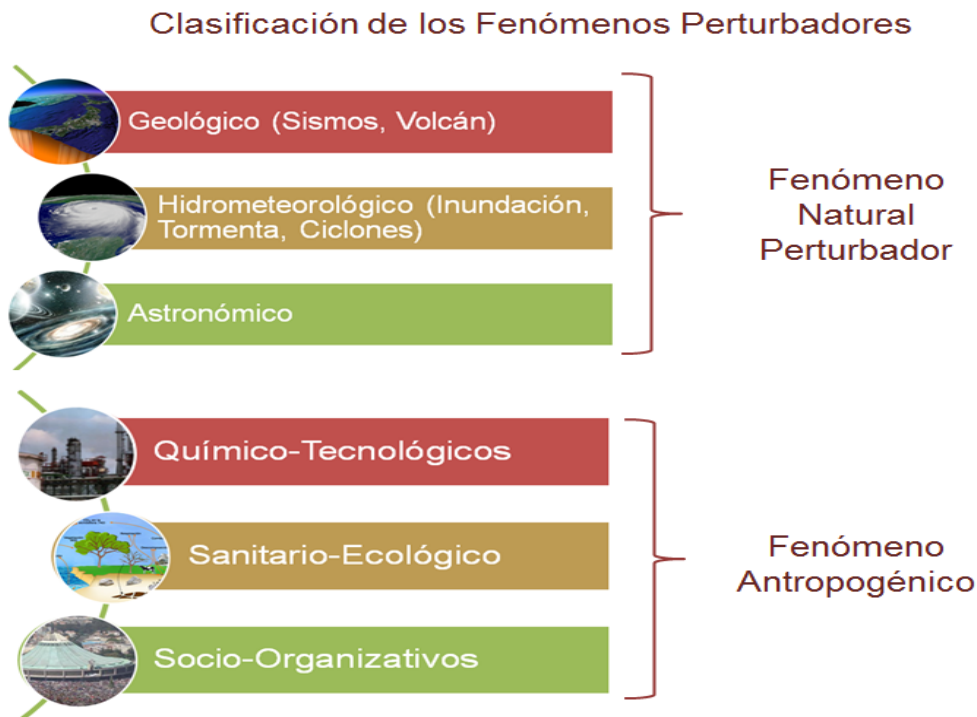 Clasificación de los Fenómenos Perturbadores
Geológico (Sismos, Volcán)
Hidrometeorológico (Inundación,
Tormenta, Ciclones)
Astronómico
Fenómeno
Natural
Perturbador
Químico-Tecnológicos
Sanitario-Ecológico
Socio-Organizativos
Fenómeno
Antropogénico